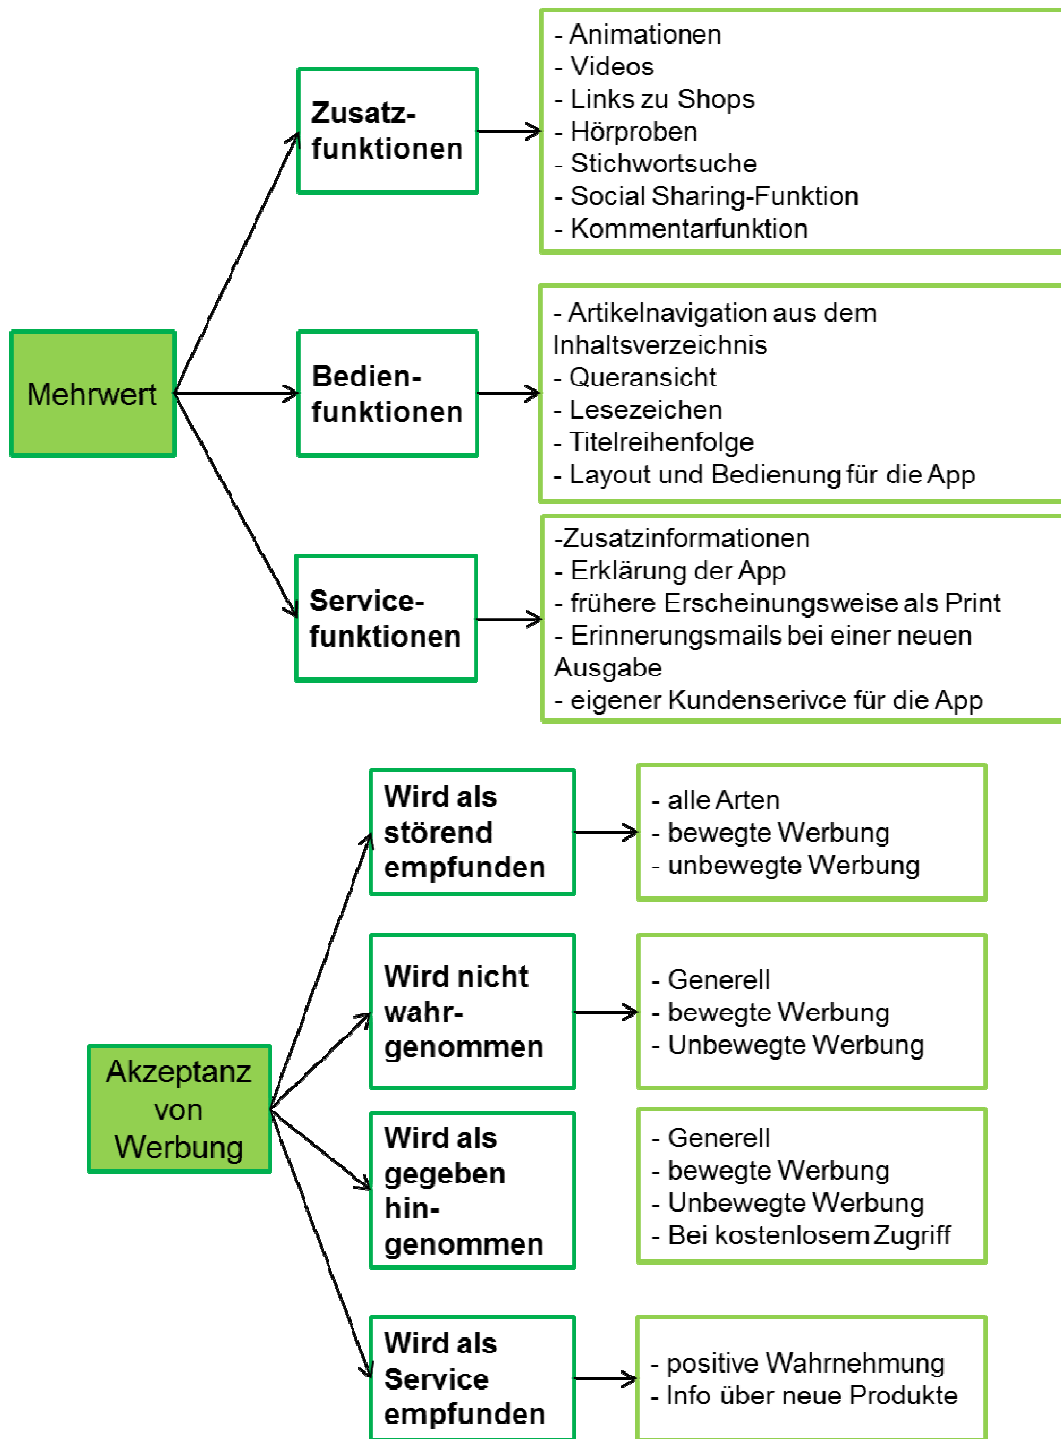 Mehrwert
Zusatz-
funktionen
- Animationen
- Videos
- Links zu Shops
- Hörproben
- Stichwortsuche
- Social Sharing-Funktion
- Kommentarfunktion
Bedien-
funktionen
- Artikelnavigation aus dem
Inhaltsverzeichnis
- Queransicht
- Lesezeichen
- Titelreihenfolge
- Layout und Bedienung für die App
Service-
funktionen
-Zusatzinformationen
- Erklärung der App
- frühere Erscheinungsweise als Print
- Erinnerungsmails bei einer neuen
Ausgabe
- eigener Kundenserivce für die App
Akzeptanz
von
Werbung
Wird als
störend
empfunden
- alle Arten
- bewegte Werbung
- unbewegte Werbung
Wird nicht
wahr-
genommen
- Generell
- bewegte Werbung
- Unbewegte Werbung
Wird als
gegeben
hin-
genommen
- Generell
- bewegte Werbung
- Unbewegte Werbung
- Bei kostenlosem Zugriff
Wird als
Service
empfunden
- positive Wahrnehmung
- Info über neue Produkte